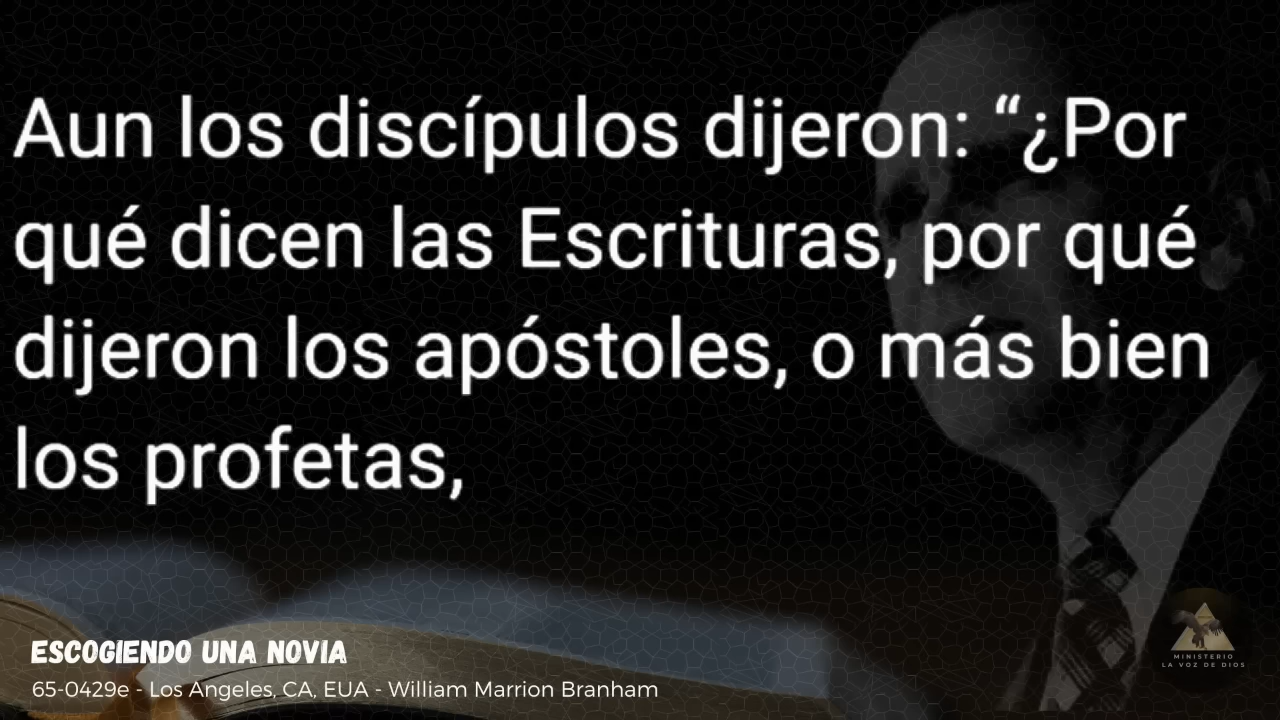 Aun los discípulos dijeron: “¿Por
qué dicen las Escrituras, por qué
dijeron los apóstoles, o más bien
los profetas,
ESCOGIENDO UNA NOVIA
65-0429e - Los Angeles, CA, EUA - William Marrion Branham
MINISTERIO
LA VOZ DE DIOS